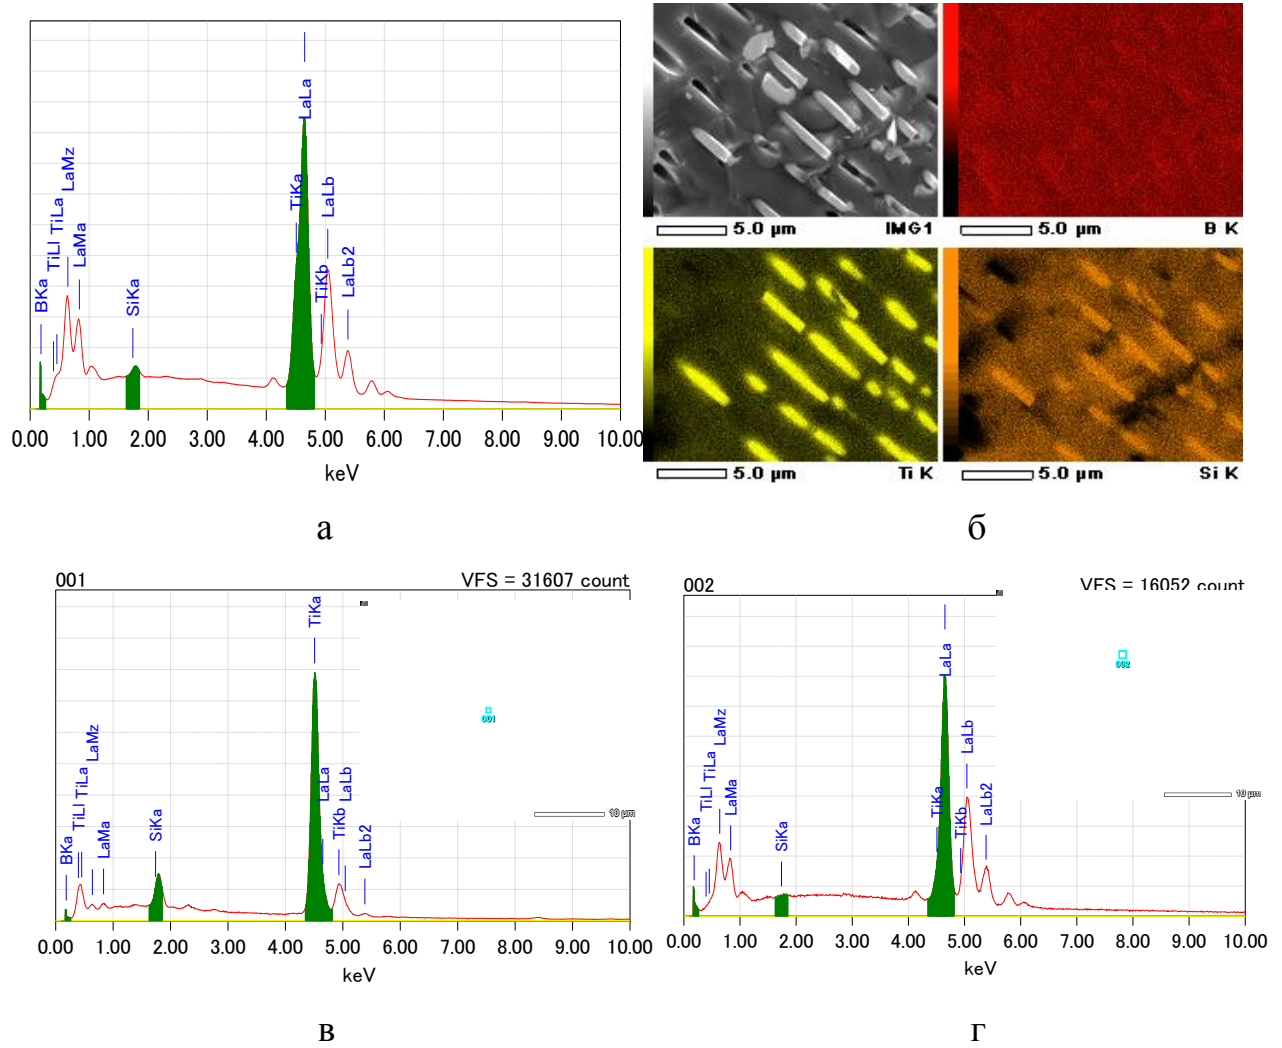 LaLa
TiKa
LaMz
LaLb
TiLl TiLa
LaMa
TiKb
LaLb2
BKa
SiKa
0.00 1.00 2.00 3.00 4.00 5.00 6.00 7.00 8.00 9.00 10.00
keV
а
5.0 µm IMG1
5.0 µm B K
5.0 µm Ti K
5.0 µm Si K
б
001 VFS = 31607 count
TiKa
001
LaMz
TiLl TiLa
LaLa LaLb
BKa
LaMa
SiKa
TiKb
LaLb2
10 µm
0.00 1.00 2.00 3.00 4.00 5.00 6.00 7.00 8.00 9.00 10.00
keV
в
002 VFS = 16052 count
LaLa
002
LaMz
TiLl TiLa
LaLb
LaMa
TiKa
LaLb2
BKa
SiKa
TiKb
10 µm
0.00 1.00 2.00 3.00 4.00 5.00 6.00 7.00 8.00 9.00 10.00
keV
г